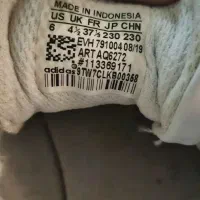 MADE IN INDONESIA
US UK FR JP CHN
6 4½ 37⅓ 230 230
EVH 791004 08/19
ART AQ6272
#113369171
adidas 9TW7CLKB00368